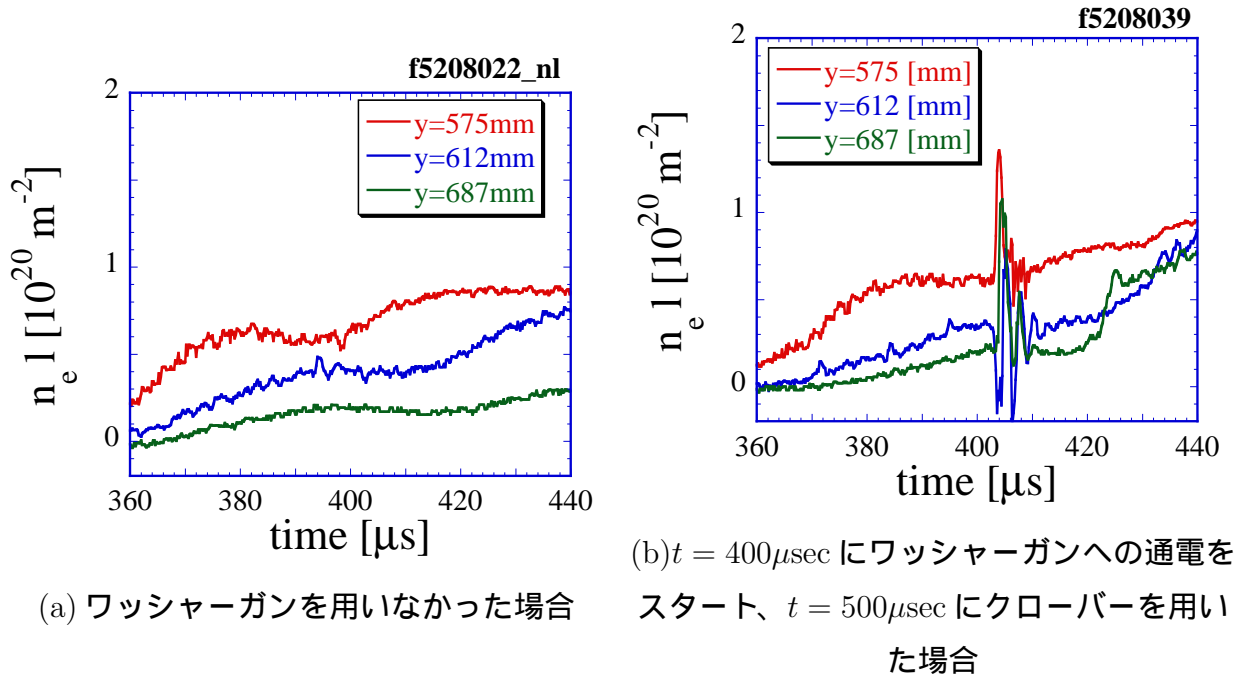 f5208022_nl
2
1
0
n_e l [10^20 m^-2]
y=575mm
y=612mm
y=687mm
360 380 400 420 440
time [μs]
(a) ワッシャーガンを用いなかった場合
f5208039
2
1
0
n_e l [10^20 m^-2]
y=575 [mm]
y=612 [mm]
y=687 [mm]
360 380 400 420 440
time [μs]
(b)t = 400μsec にワッシャーガンへの通電を
スタート、t = 500μsec にクローバーを用い
た場合